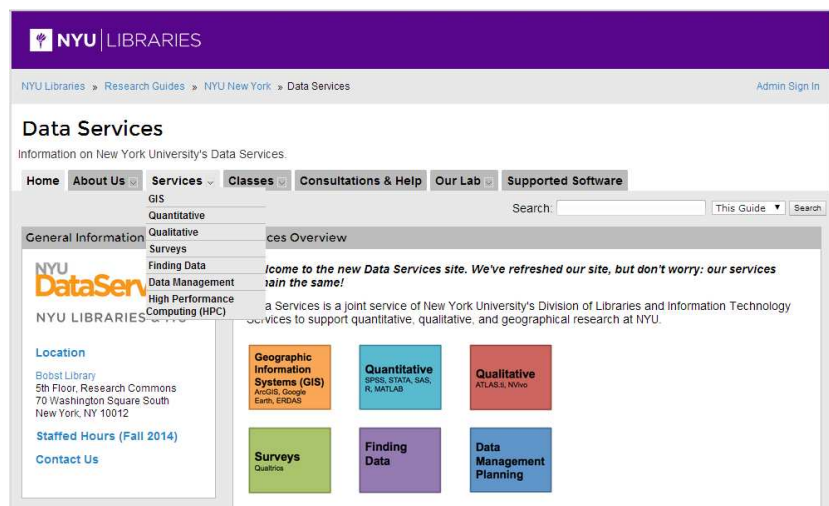 NYU LIBRARIES
NYU Libraries » Research Guides » NYU New York » Data Services
Admin Sign In
Data Services
Information on New York University's Data Services.
Home About Us Services Classes Consultations & Help Our Lab Supported Software
GIS
Quantitative
Qualitative
Surveys
Finding Data
Data Management
High Performance
Computing (HPC)
Search: This Guide Search
General Information
ces Overview
NYU
DataServ
NYU LIBRARIES
Location
Bobst Library
5th Floor, Research Commons
70 Washington Square South
New York, NY 10012
Staffed Hours (Fall 2014)
Contact Us
lcome to the new Data Services site. We've refreshed our site, but don't worry: our services
main the same!
a Services is a joint service of New York University's Division of Libraries and Information Technology
Services to support quantitative, qualitative, and geographical research at NYU.
Geographic
Information
Systems (GIS)
ArcGIS, Google
Earth, ERDAS
Quantitative
SPSS, STATA, SAS,
R, MATLAB
Qualitative
ATLAS.ti, NVivo
Surveys
Qualtrics
Finding
Data
Data
Management
Planning